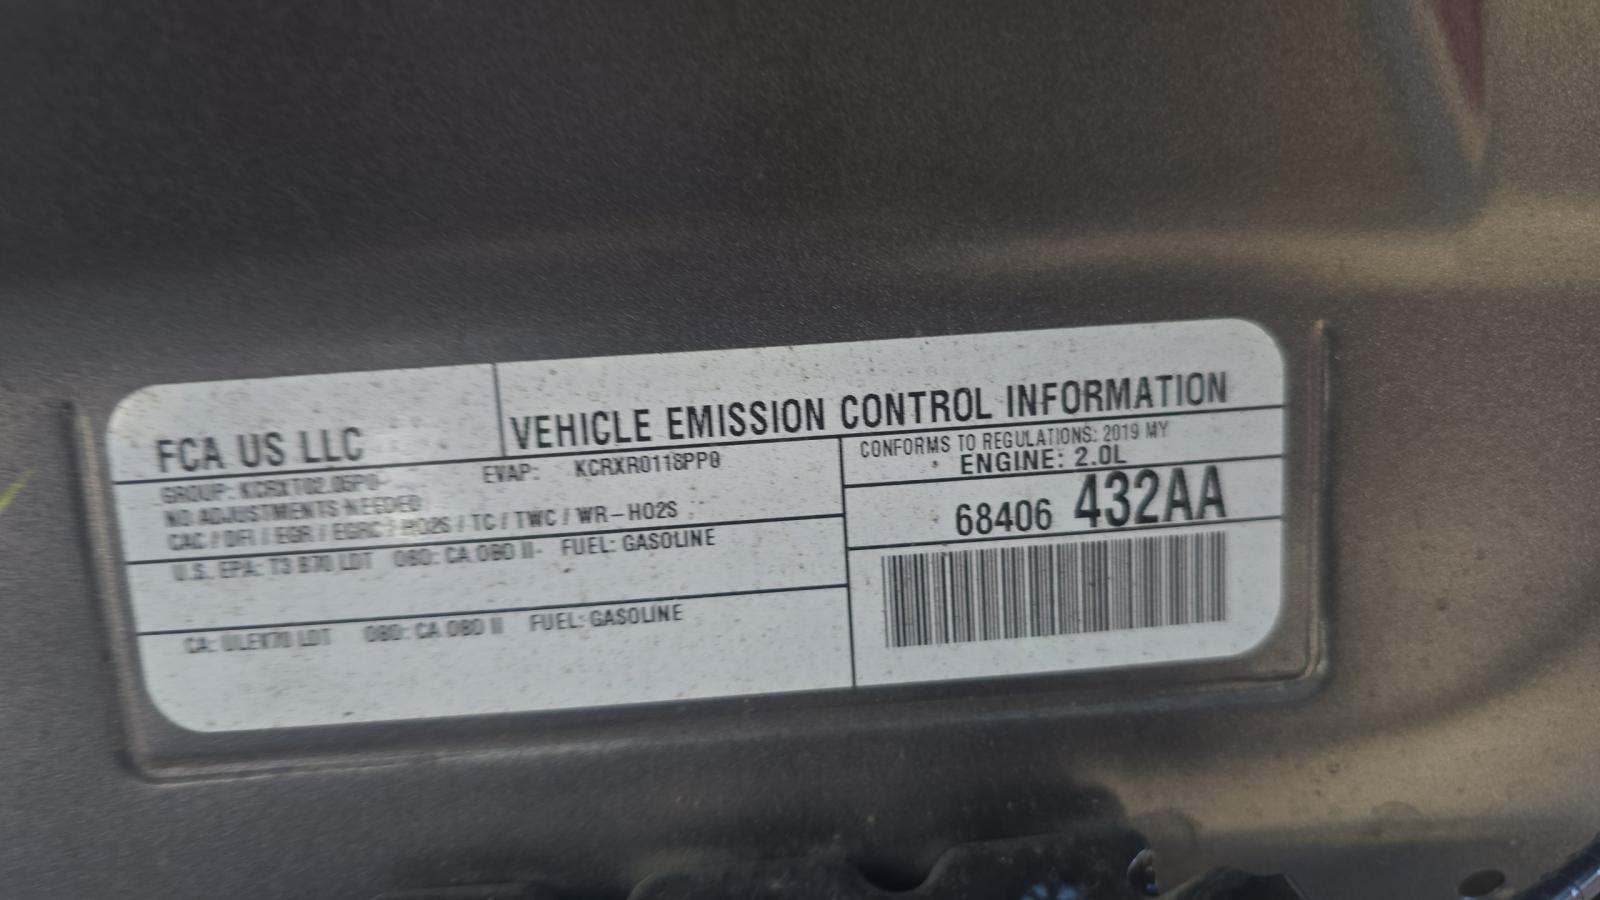 FCA US LLC
VEHICLE EMISSION CONTROL INFORMATION
GROUP:
EVAP: KCRXR0118PP0
NO ADJUSTMENTS NEEDED
CAC / DFI / EGR / EGRC / HO2S / TC / TWC / WR-HO2S
U.S. EPA: T3 B70 LDT OBD: CA OBD II FUEL: GASOLINE
CA: ULEV70 LDT OBD: CA OBD II FUEL: GASOLINE
CONFORMS TO REGULATIONS: 2019 MY
ENGINE: 2.0L
68406 432AA